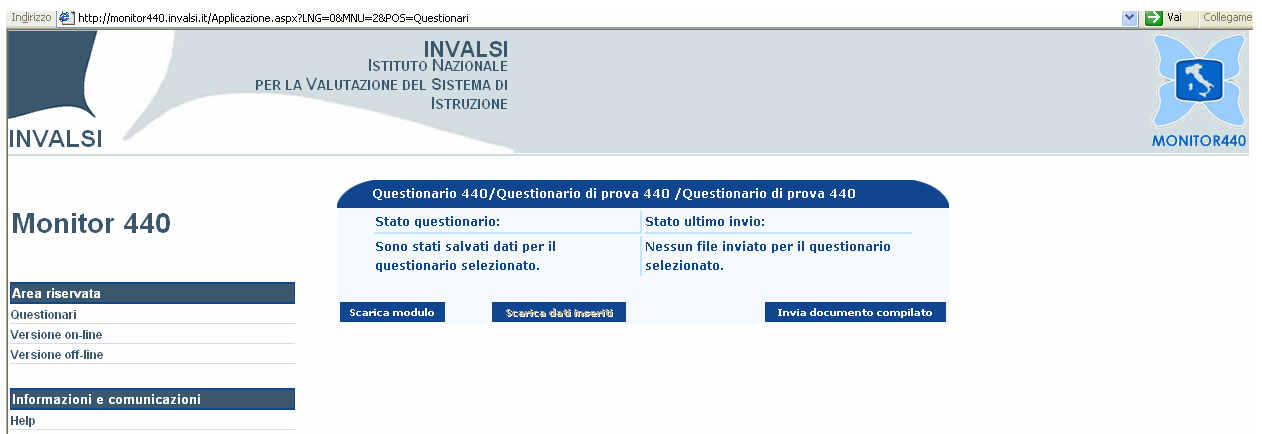 Indirizzo http://monitor440.invalsi.it/Applicazione.aspx?LNG=0&MNU=2&POS=Questionari Vai Collegame
INVALSI
ISTITUTO NAZIONALE
PER LA VALUTAZIONE DEL SISTEMA DI
ISTRUZIONE
INVALSI
MONITOR440
Questionario 440/Questionario di prova 440 /Questionario di prova 440
Monitor 440
Stato questionario: Stato ultimo invio:
Sono stati salvati dati per il Nessun file inviato per il questionario
questionario selezionato. selezionato.
Area riservata
Scarica modulo Scarica dati inseriti Invia documento compilato
Questionari
Versione on-line
Versione off-line
Informazioni e comunicazioni
Help